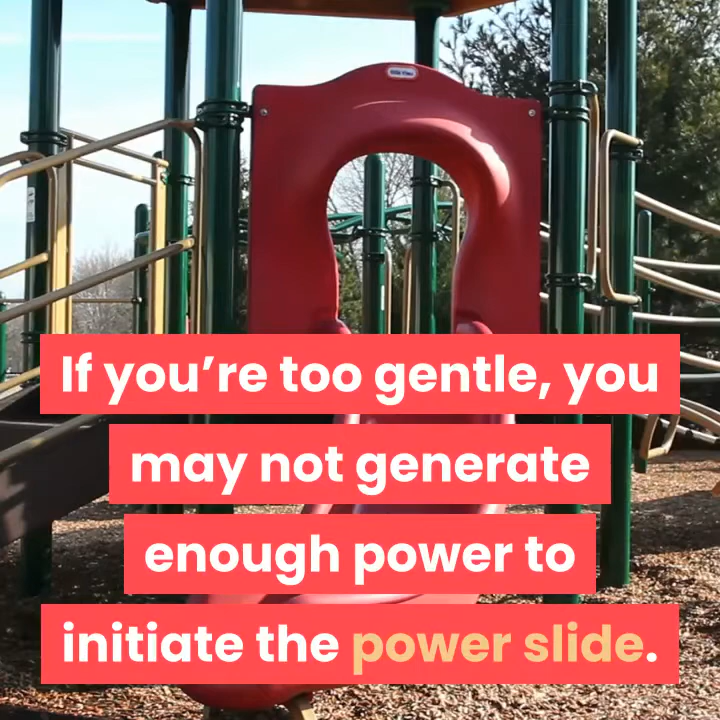 If you’re too gentle, you
may not generate
enough power to
initiate the power slide.